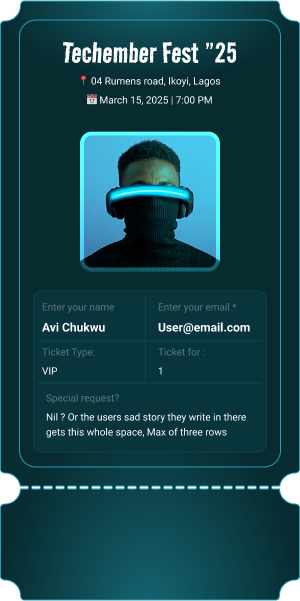 Techember Fest ”25
📍 04 Rumens road, Ikoyi, Lagos
📅 March 15, 2025 | 7:00 PM
Enter your name
Enter your email *
Avi Chukwu
User@email.com
Ticket Type:
Ticket for :
VIP
1
Special request?
Nil ? Or the users sad story they write in there
gets this whole space, Max of three rows